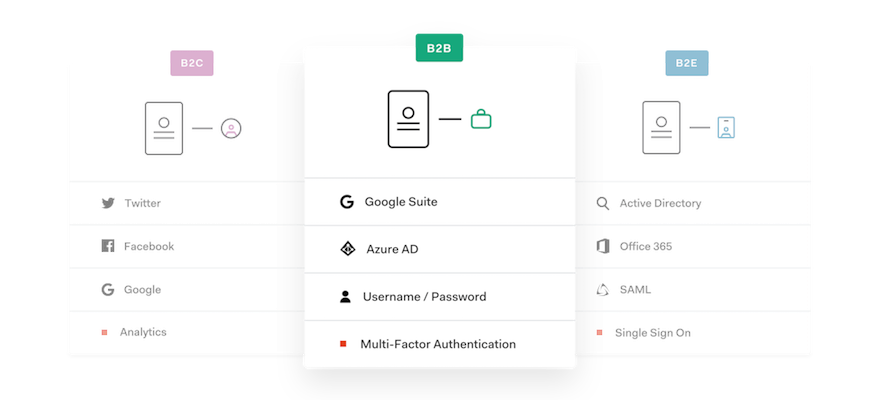 B2C
Twitter
Facebook
Google
Analytics
B2B
Google Suite
Azure AD
Username / Password
Multi-Factor Authentication
B2E
Active Directory
Office 365
SAML
Single Sign On